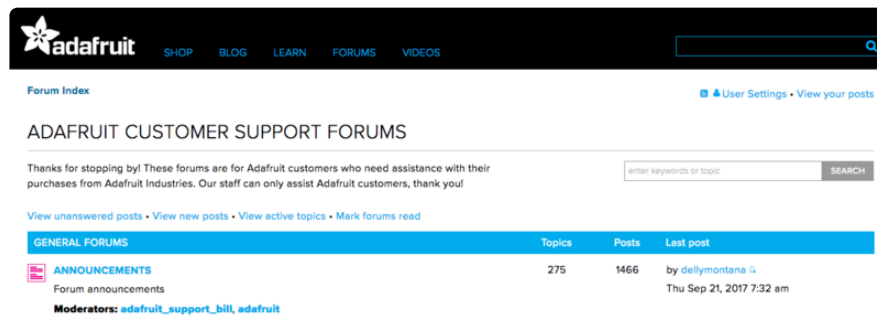 adafruit SHOP BLOG LEARN FORUMS VIDEOS
Forum Index
User Settings • View your posts
ADAFRUIT CUSTOMER SUPPORT FORUMS
Thanks for stopping by! These forums are for Adafruit customers who need assistance with their
purchases from Adafruit Industries. Our staff can only assist Adafruit customers, thank you!
enter keywords or topic SEARCH
View unanswered posts • View new posts • View active topics • Mark forums read
GENERAL FORUMS Topics Posts Last post
ANNOUNCEMENTS 275 1466 by dellymontana
Forum announcements Thu Sep 21, 2017 7:32 am
Moderators: adafruit_support_bill, adafruit